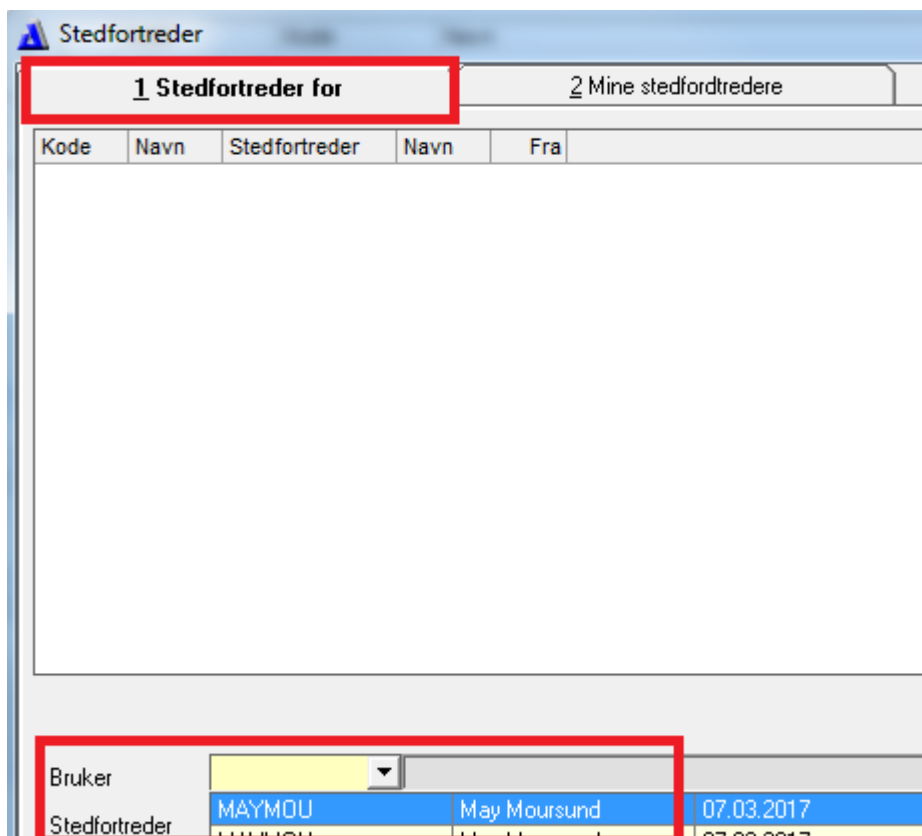 Stedfortreder
1 Stedfortreder for
2 Mine stedfordtredere
Kode Navn Stedfortreder Navn Fra
Bruker
MAYMOU May Moursund 07.03.2017
Stedfortreder